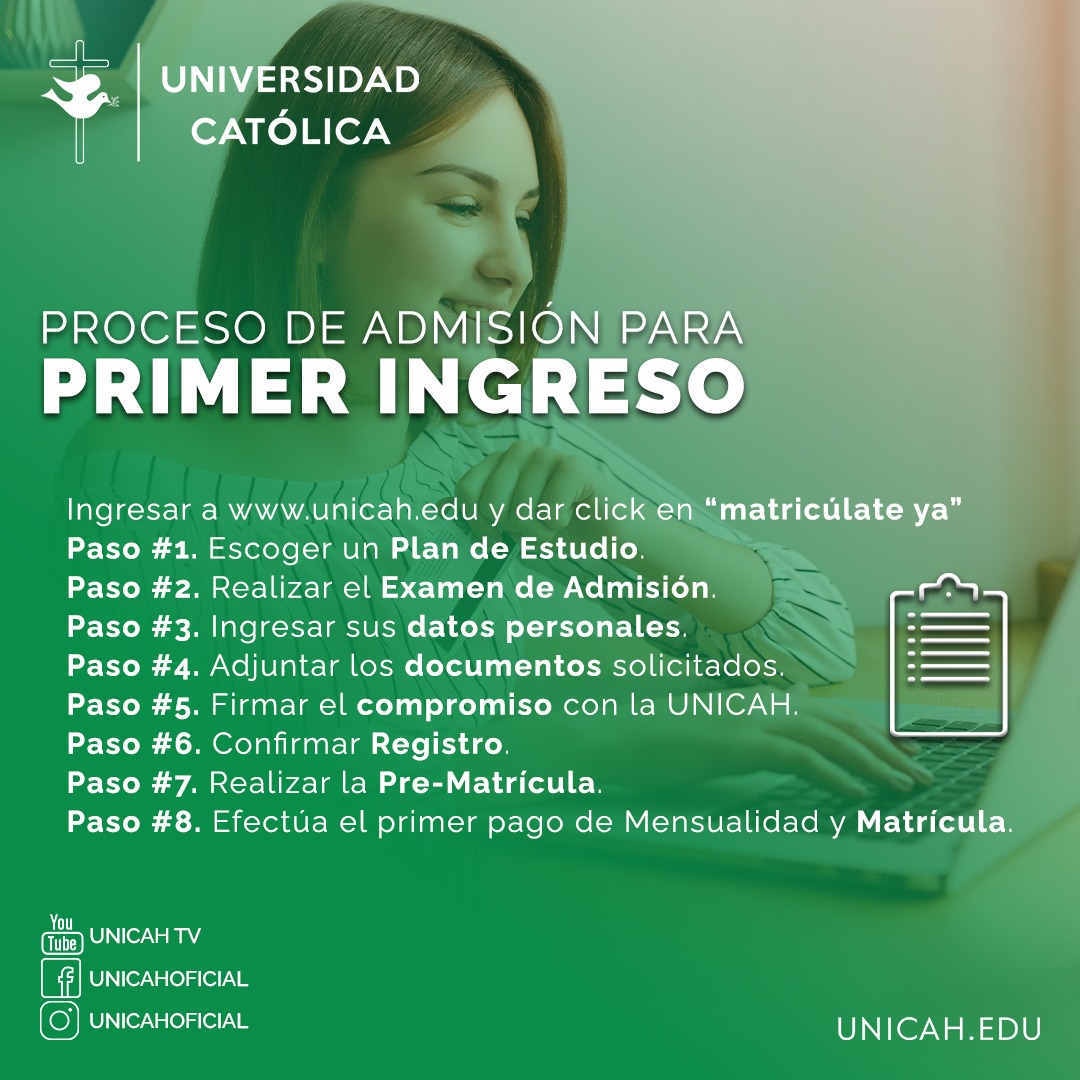 UNIVERSIDAD
CATÓLICA
PROCESO DE ADMISIÓN PARA
PRIMER INGRESO
Ingresar a www.unicah.edu y dar click en “matricúlate ya”
Paso #1. Escoger un Plan de Estudio.
Paso #2. Realizar el Examen de Admisión.
Paso #3. Ingresar sus datos personales.
Paso #4. Adjuntar los documentos solicitados.
Paso #5. Firmar el compromiso con la UNICAH.
Paso #6. Confirmar Registro.
Paso #7. Realizar la Pre-Matrícula.
Paso #8. Efectúa el primer pago de Mensualidad y Matrícula.
You
Tube UNICAH TV
UNICAHOFICIAL
UNICAHOFICIAL
UNICAH.EDU